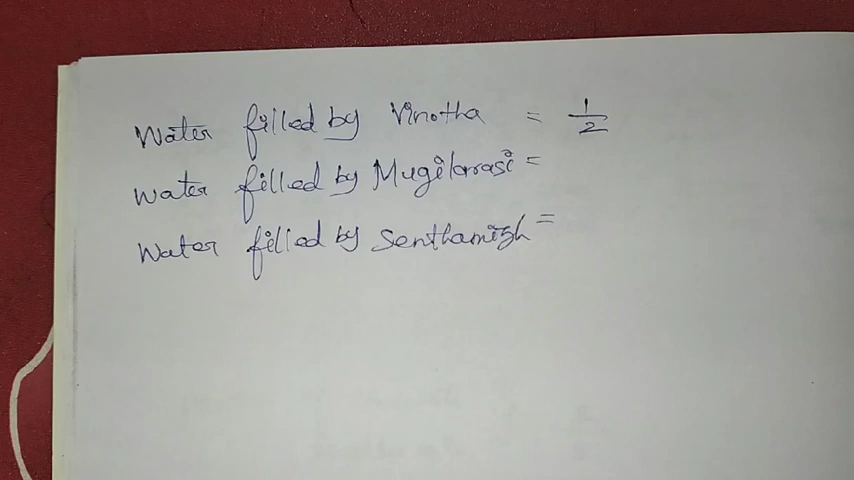 Water filled by Vinotha = 1/2
Water filled by Mugilarasi =
Water filled by Senthamizh =